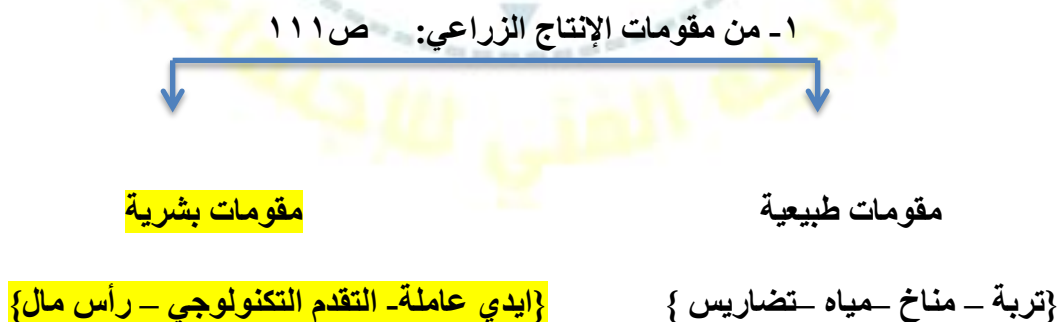 ١- من مقومات الإنتاج الزراعي: ص١١١
مقومات طبيعية مقومات بشرية
{تربة – مناخ –مياه –تضاريس } {ايدي عاملة- التقدم التكنولوجي – رأس مال}